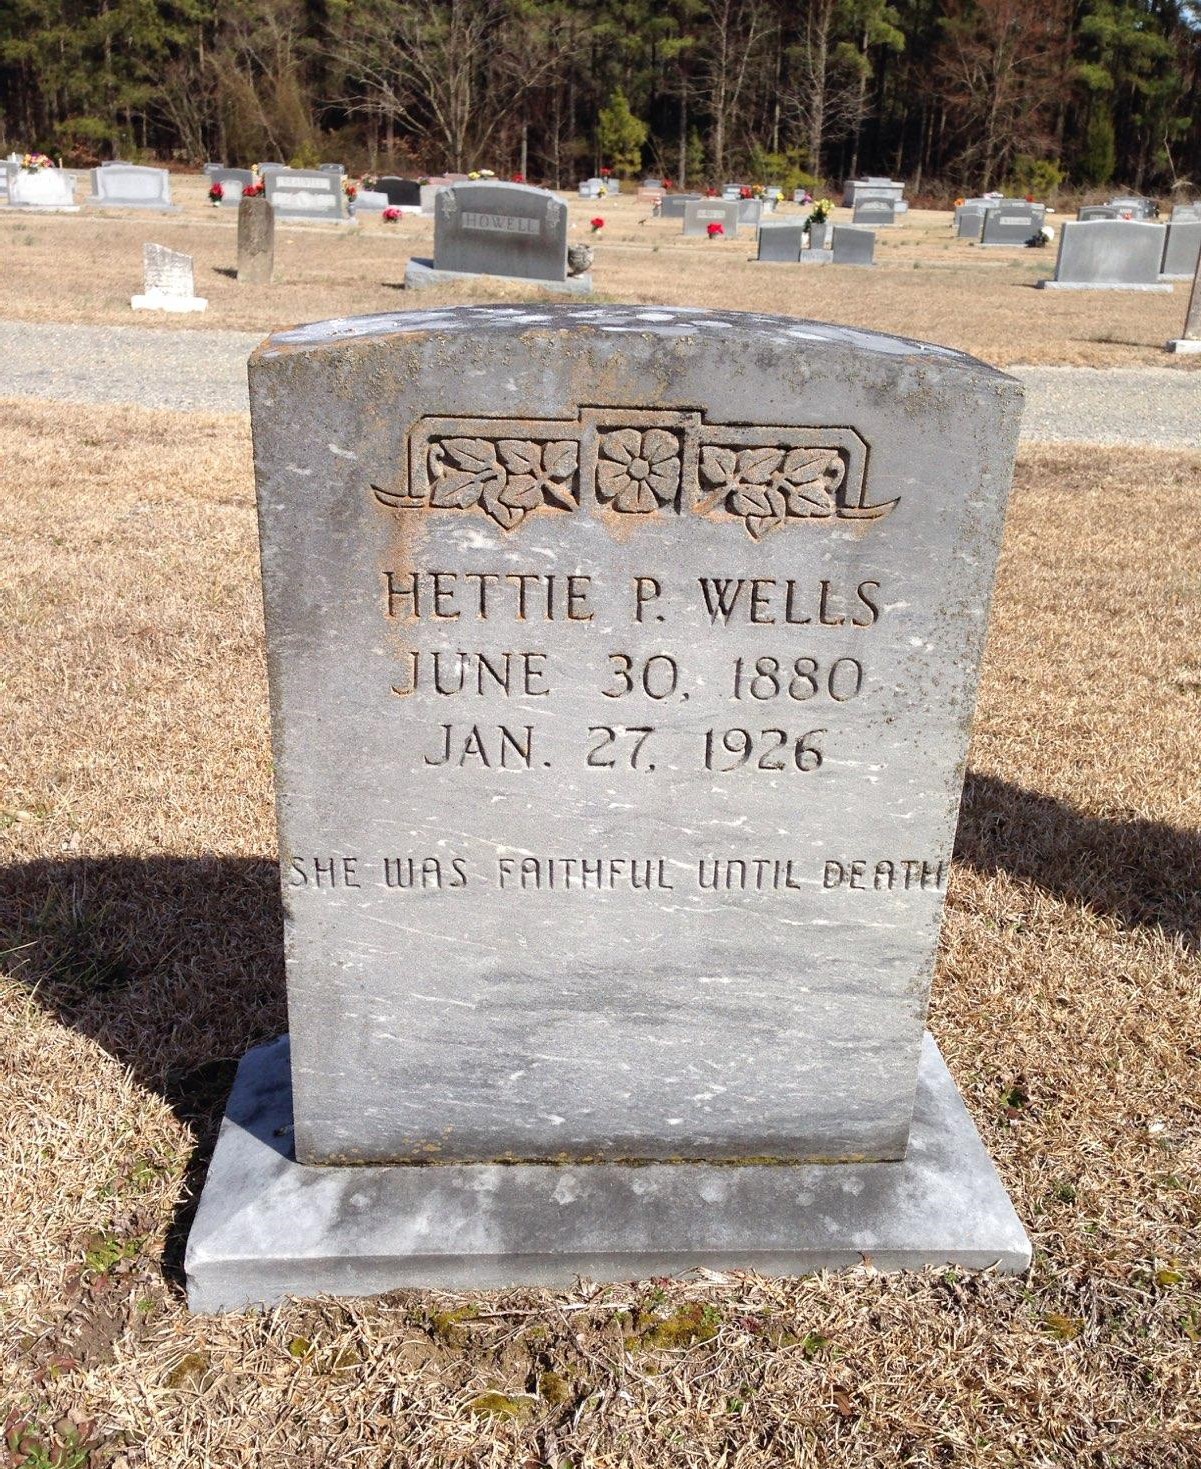 HOWELL
HETTIE P. WELLS
JUNE 30, 1880
JAN. 27, 1926
SHE WAS FAITHFUL UNTIL DEATH